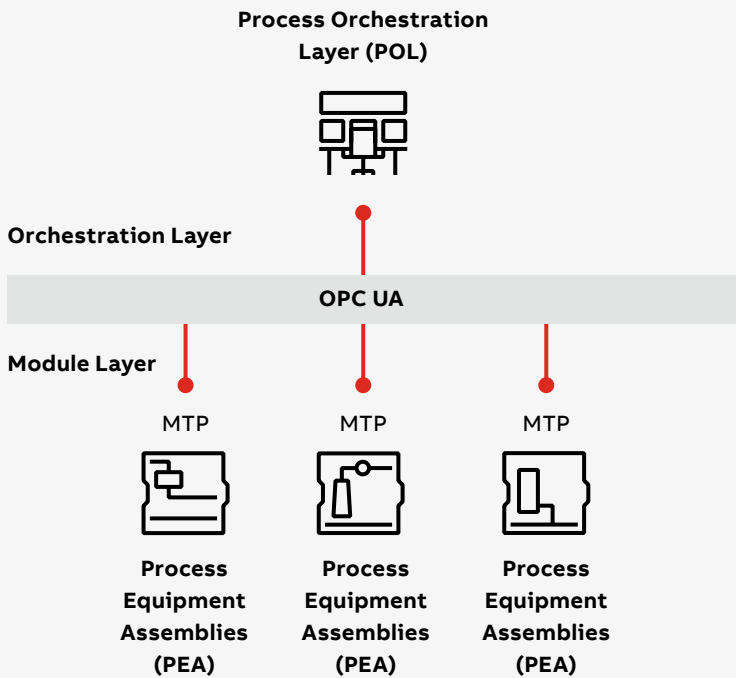 Process Orchestration
Layer (POL)
Orchestration Layer
OPC UA
Module Layer
MTP
MTP
MTP
Process
Equipment
Assemblies
(PEA)
Process
Equipment
Assemblies
(PEA)
Process
Equipment
Assemblies
(PEA)